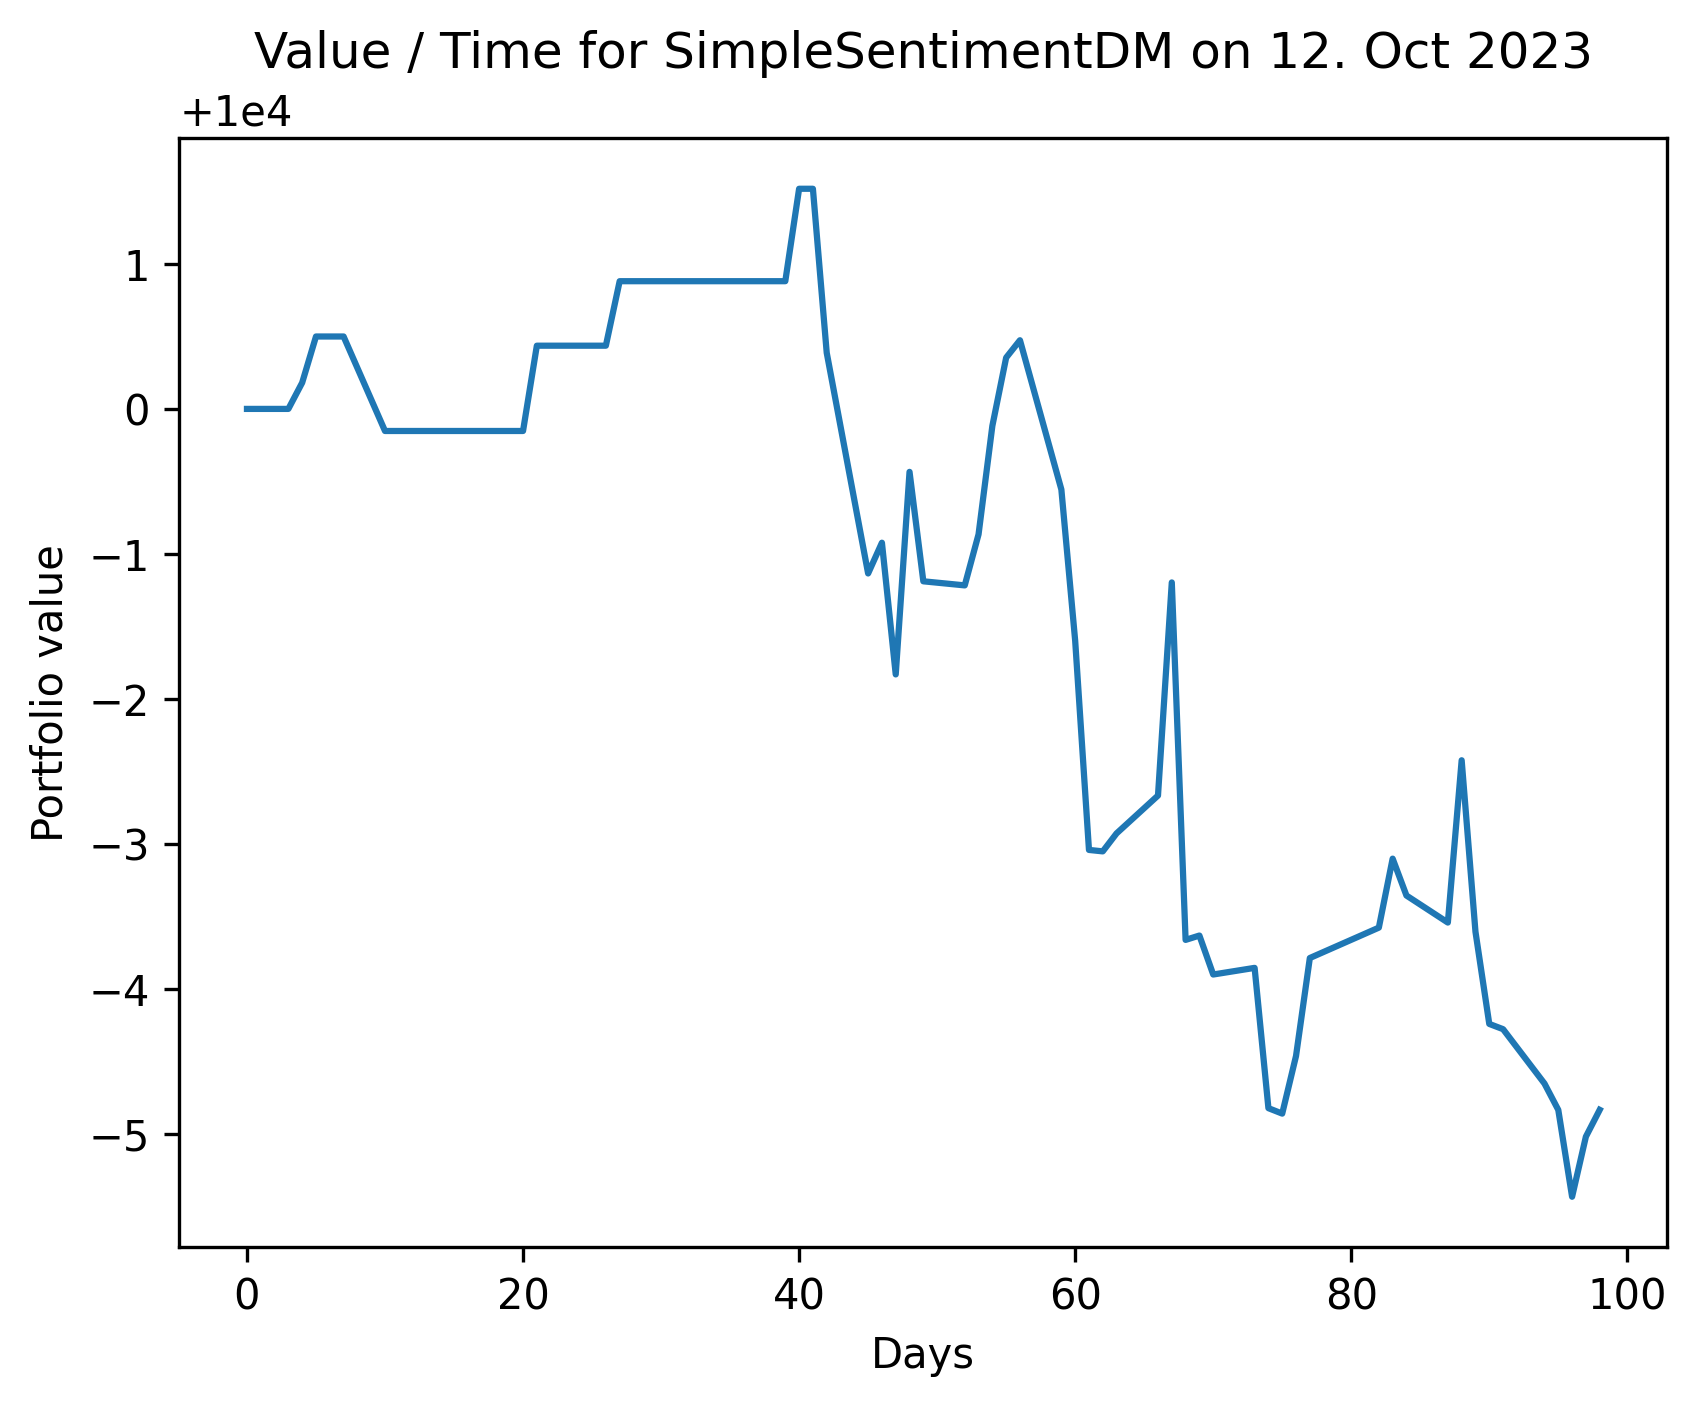 Value / Time for SimpleSentimentDM on 12. Oct 2023
+1e4
1
0
−1
−2
−3
−4
−5
Portfolio value
0 20 40 60 80 100
Days